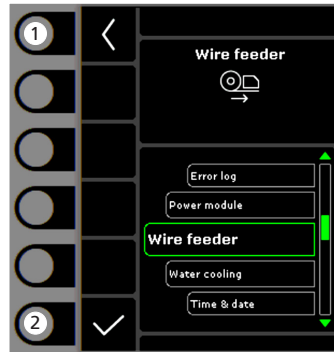 1
Wire feeder
Error log
Power module
Wire feeder
Water cooling
Time & date
2